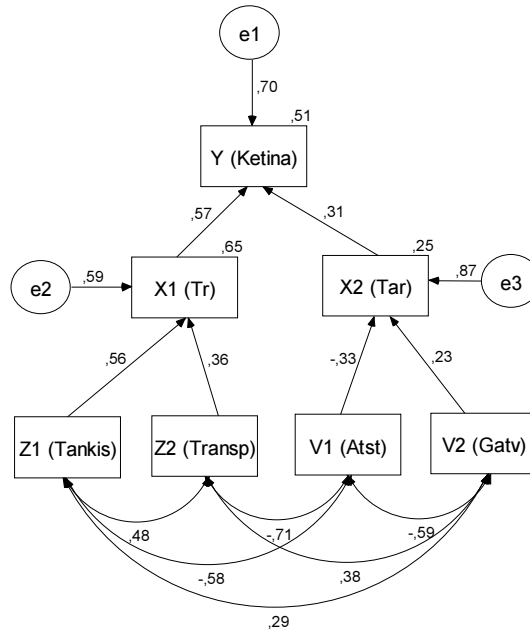 e1
,70
,51
Y (Ketina)
,57
,31
,65
,25
e2
,59
X1 (Tr)
X2 (Tar)
,87
e3
,56
,36
-,33
,23
Z1 (Tankis)
Z2 (Transp)
V1 (Atst)
V2 (Gatv)
,48
-,71
-,59
-,58
,38
,29